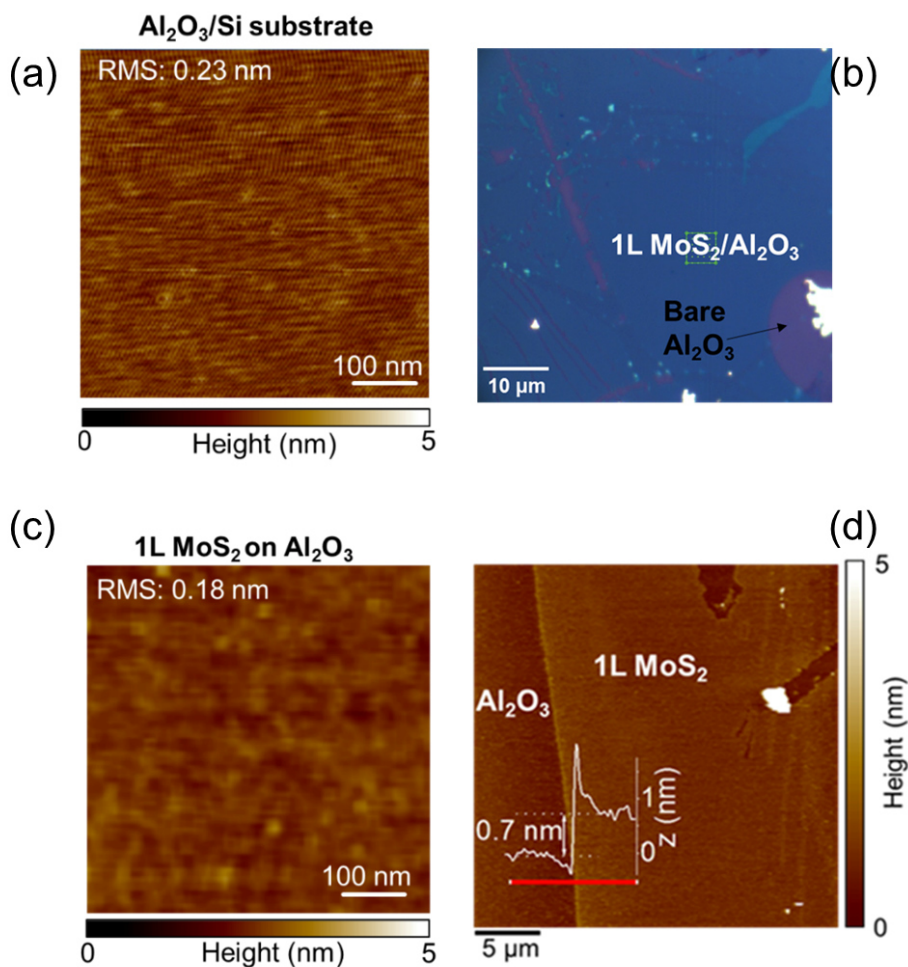 Al₂O₃/Si substrate
(a)
RMS: 0.23 nm
100 nm
0
Height (nm)
5
(b)
1L MoS₂/Al₂O₃
Bare
Al₂O₃
10 µm
(c)
1L MoS₂ on Al₂O₃
RMS: 0.18 nm
100 nm
0
Height (nm)
5
(d)
1L MoS₂
Al₂O₃
0.7 nm
1
0
z (nm)
5 µm
5
Height (nm)
0